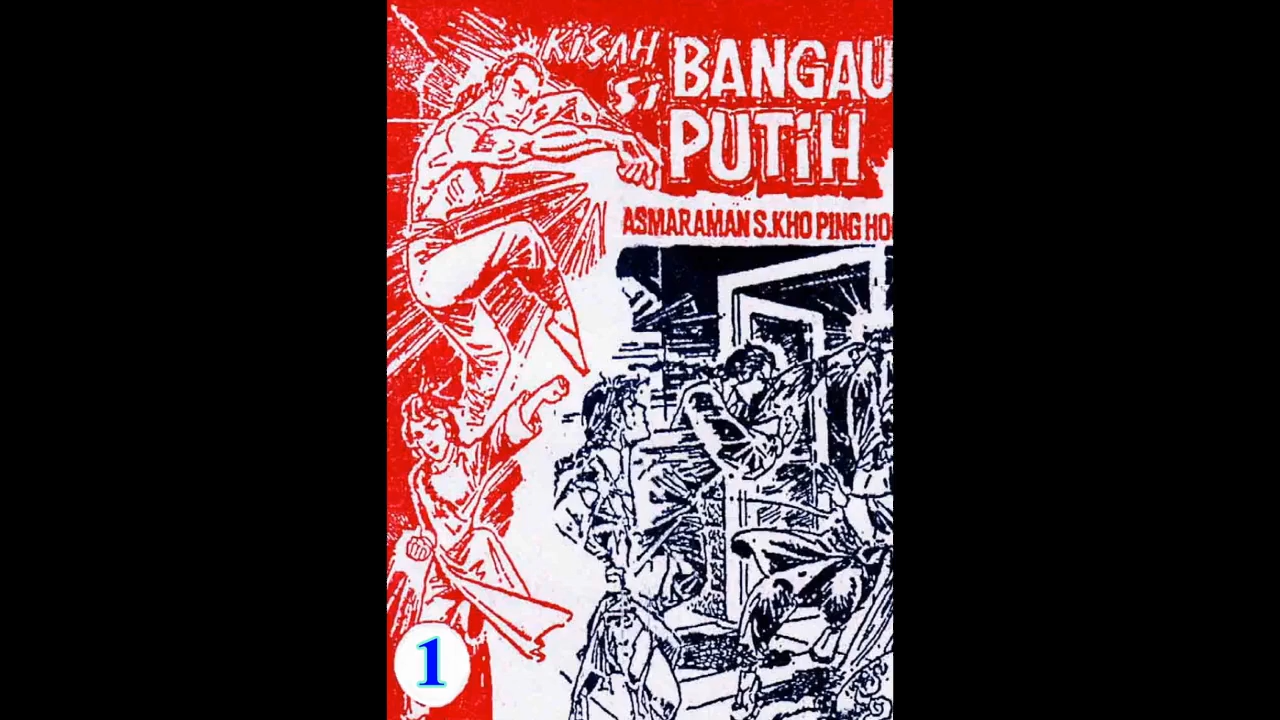 KISAH
SI
BANGAU
PUTIH
ASMARAMAN S.KHO PING HO
1